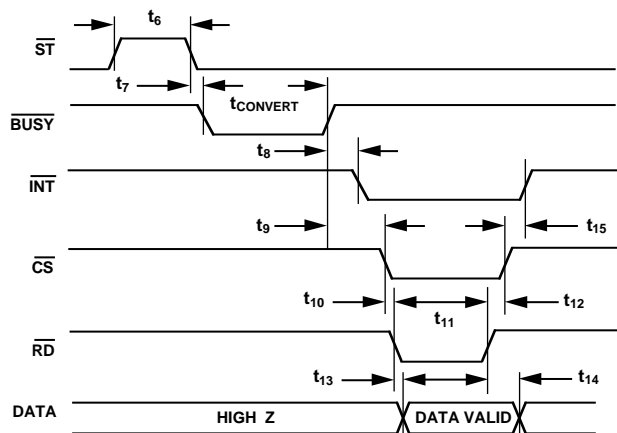 t6
ST
t7
tCONVERT
BUSY
t8
INT
t9
t15
CS
t10
t11
t12
RD
t13
t14
DATA
HIGH Z
DATA VALID